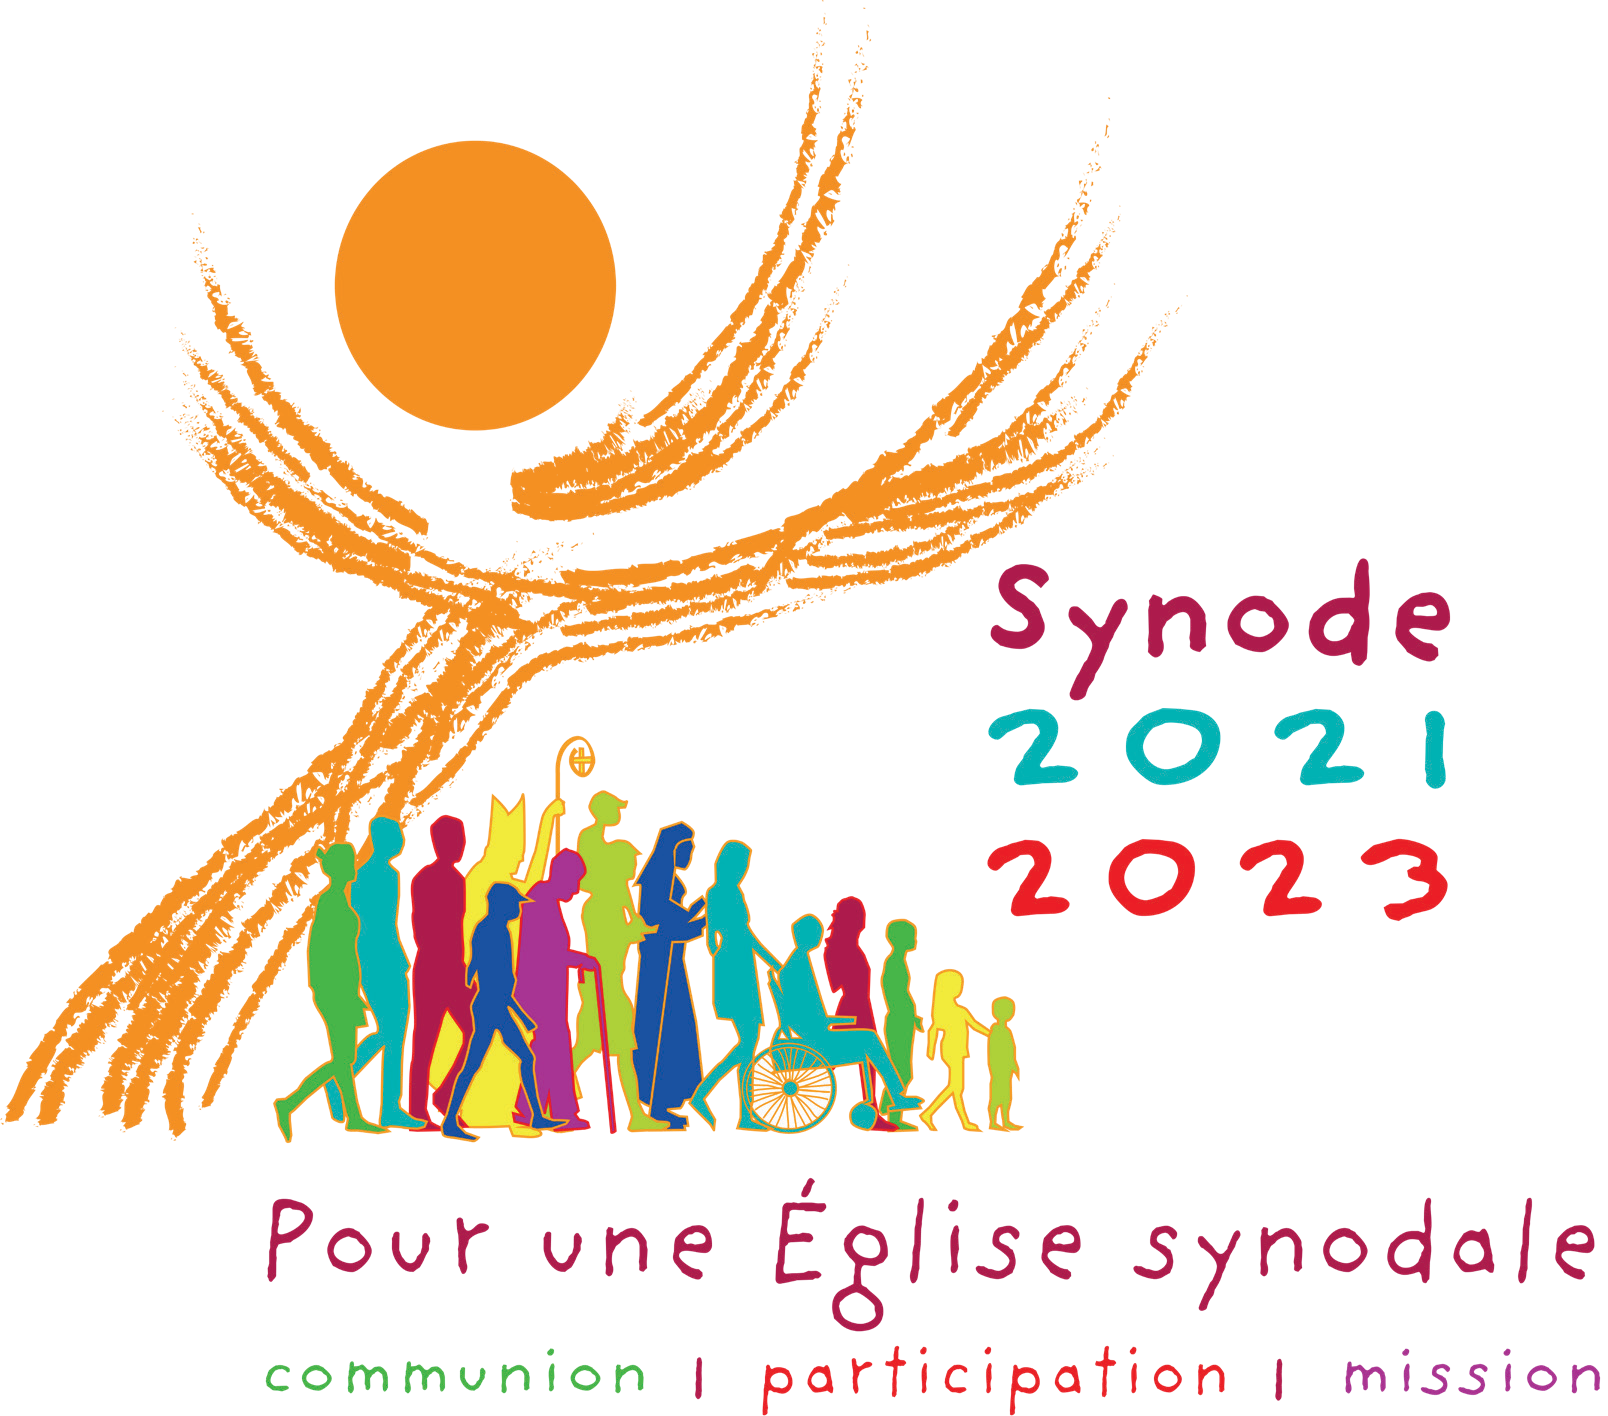 Synode
2021
2023
Pour une Église synodale
communion | participation | mission